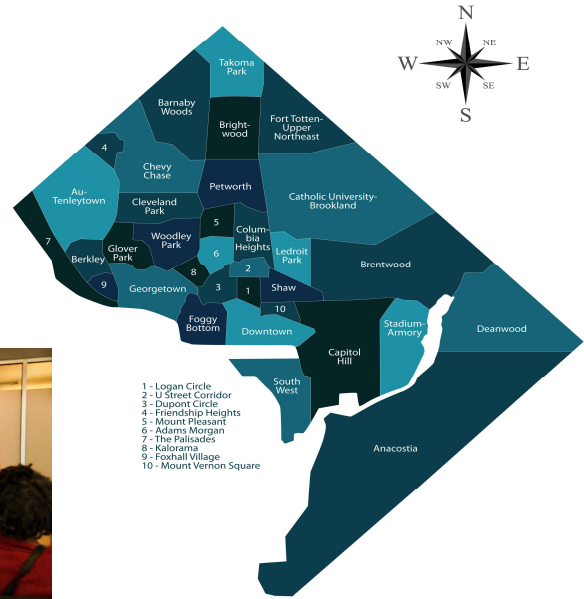 N
NW
NE
W
E
SW
SE
S
Takoma
Park
Barnaby
Woods
Bright-
wood
Fort Totten-
Upper
Northeast
4
Chevy
Chase
Petworth
Au-
Tenleytown
Cleveland
Park
Catholic University-
Brookland
5
Woodley
Park
Colum-
bia
Heights
7
Glover
Park
6
Ledroit
Park
Berkley
8
2
Brentwood
9
Georgetown
3
1
Shaw
10
Foggy
Bottom
Downtown
Stadium-
Armory
Deanwood
Capitol
Hill
South
West
1 - Logan Circle
2 - U Street Corridor
3 - Dupont Circle
4 - Friendship Heights
5 - Mount Pleasant
6 - Adams Morgan
7 - The Palisades
8 - Kalorama
9 - Foxhall Village
10 - Mount Vernon Square
Anacostia